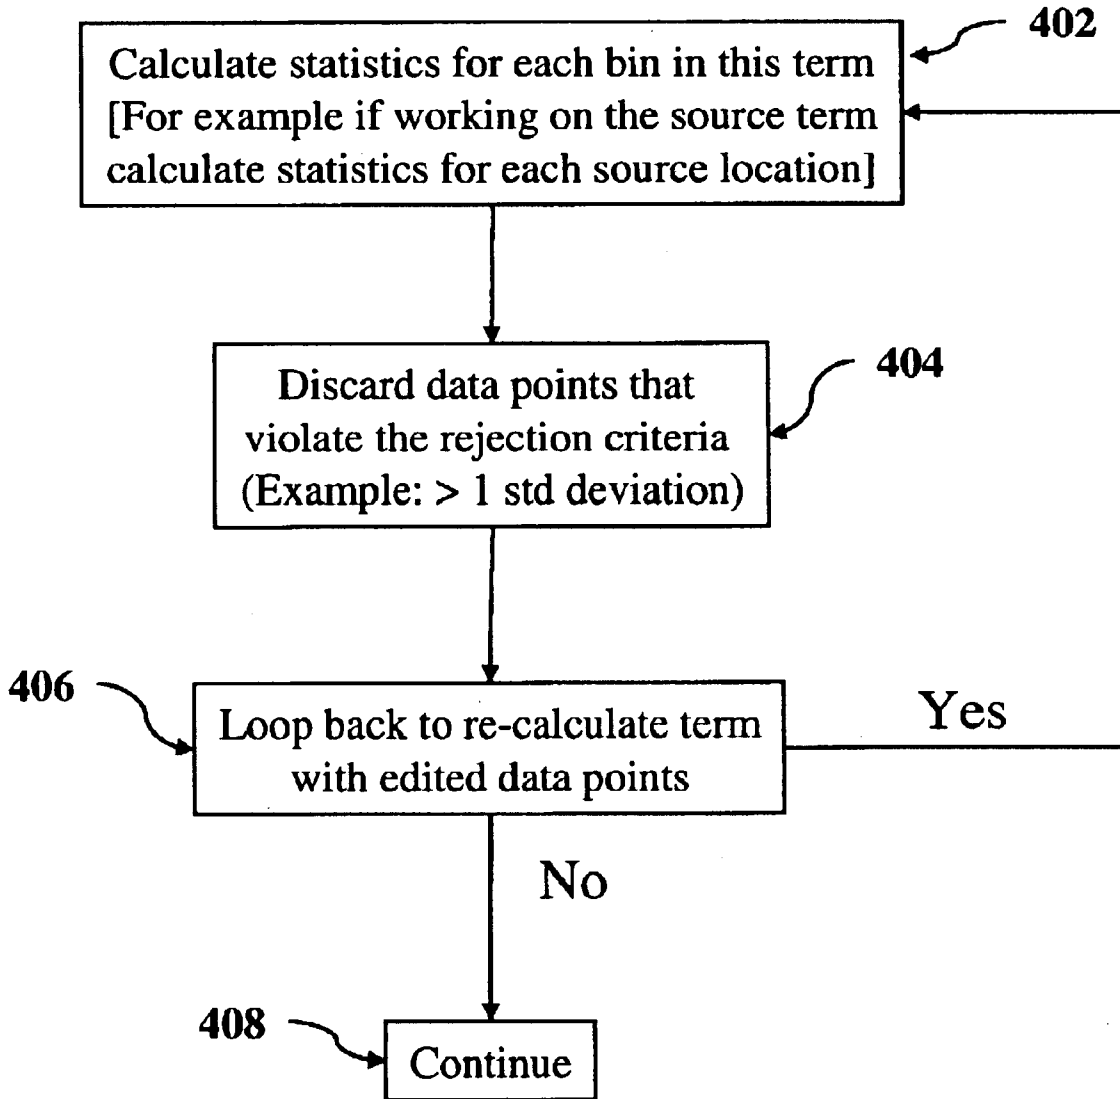 402
Calculate statistics for each bin in this term
[For example if working on the source term
calculate statistics for each source location]
404
Discard data points that
violate the rejection criteria
(Example: > 1 std deviation)
406
Loop back to re-calculate term
with edited data points
Yes
No
408
Continue